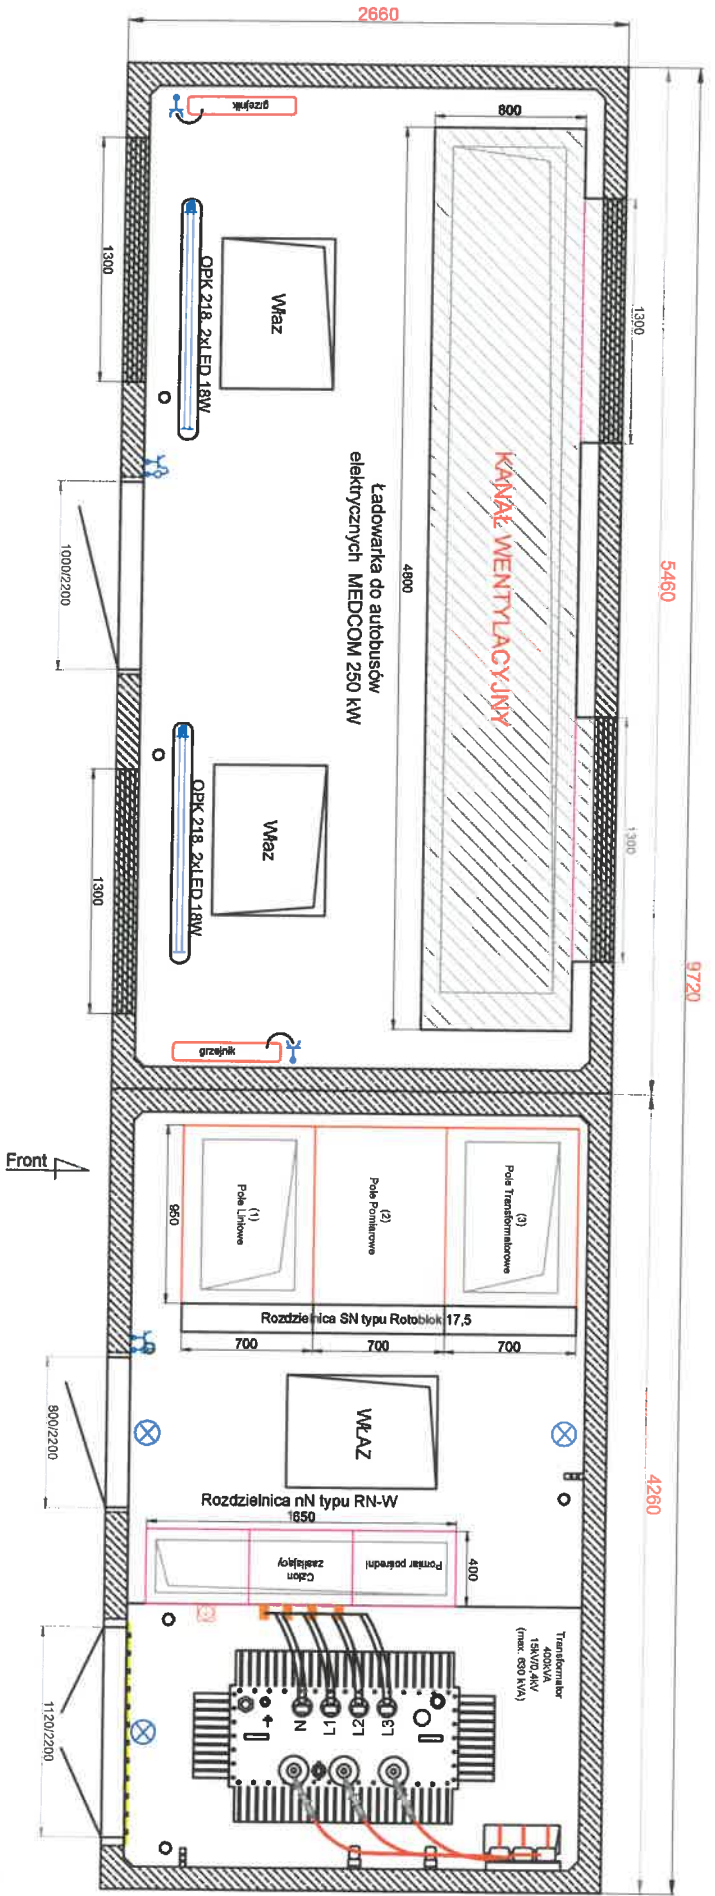 2660
grzejnik
800
1300
1300
OPK 218. 2xLED 18W
Właz
KANAŁ WENTYLACYJNY
Ładowarka do autobusów
elektrycznych MEDCOM 250 kW
4800
5460
1000/2200
1300
1300
OPK 218. 2xLED 18W
Właz
9720
grzejnik
Front
950
(1)
Pole Liniowe
(2)
Pole Pomiarowe
(3)
Pole Transformatorowe
Rozdzielnica SN typu Rotoblok 17,5
700
700
700
800/2200
WŁAZ
4260
Rozdzielnica nN typu RN-W
1650
Człon
zasilający
Pomiar pośredni
400
Transformator
400kVA
15kV/0,4kV
(max. 630 kVA)
N
L1
L2
L3
1120/2200